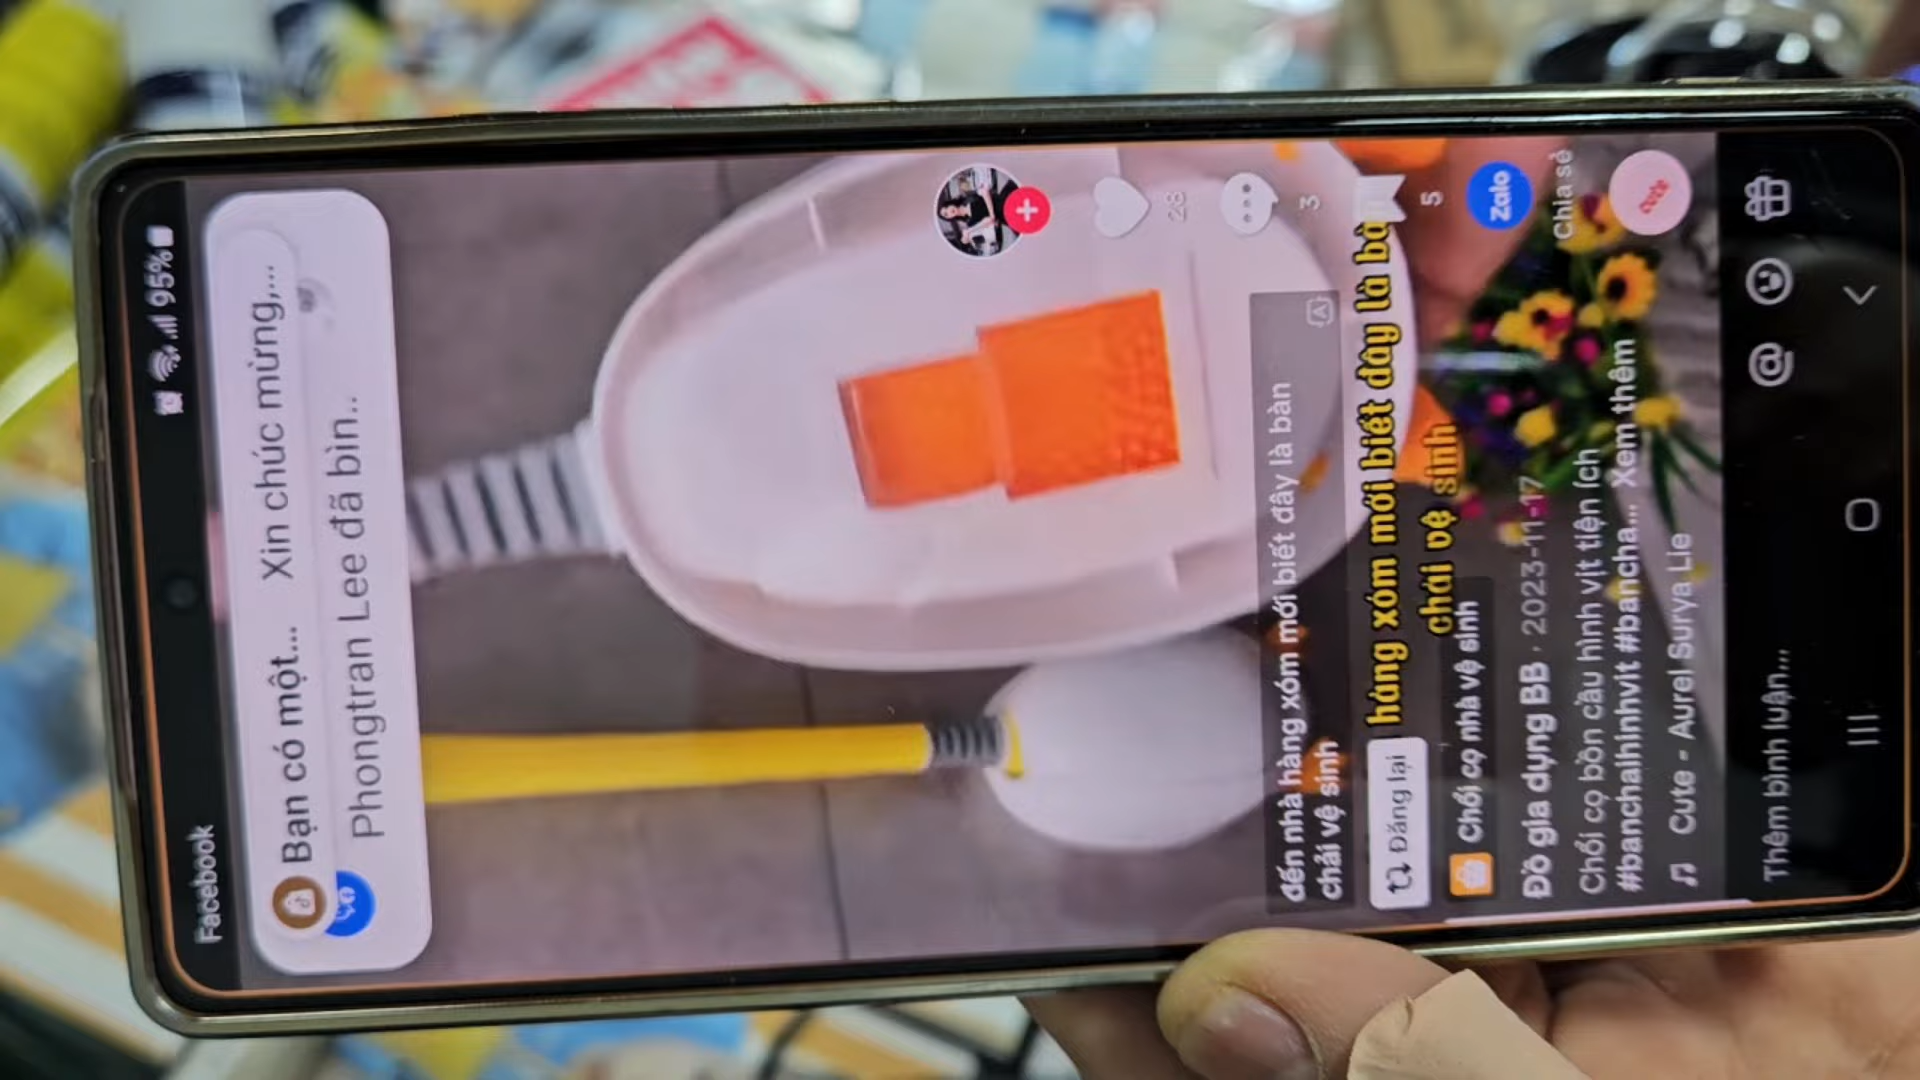 Facebook
95%
Bạn có một... Xin chúc mừng,...
Phongtran Lee đã bìn..
28
3
5
Zalo
Chia sẻ
cute
đến nhà hàng xóm mới biết đây là bàn
chải vệ sinh
hàng xóm mới biết đây là bà
chải vệ sinh
Đăng lại
Chổi cọ nhà vệ sinh
Đồ gia dụng BB · 2023-11-17
Chổi cọ bồn cầu hình vịt tiện ích
#banchaihinhvit #bancha... Xem thêm
Cute - Aurel Surya Lie
Thêm bình luận...
@